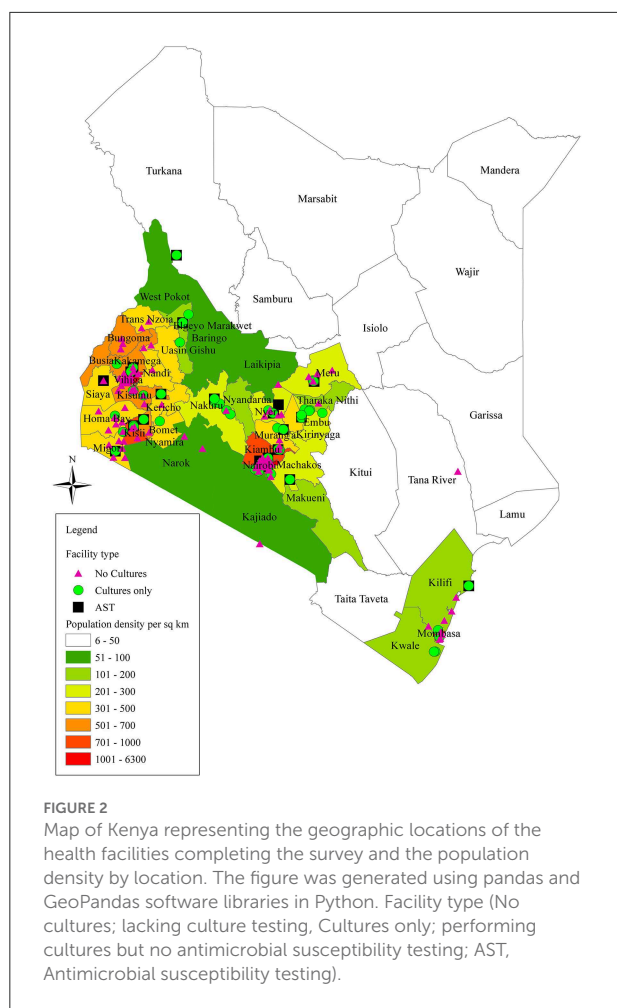 Turkana
Mandera
Marsabit
Wajir
West Pokot
Samburu
Trans Nzoia
Elgeyo Marakwet
Isiolo
Bungoma
Baringo
Uasin Gishu
Busia
Kakamega
Laikipia
Meru
Nandi
Vihiga
Siaya
Kisumu
Tharaka Nithi
Nyandarua
Garissa
Kericho
Nakuru
Nyeri
Homa Bay
Embu
Bomet
Murang'a
Kirinyaga
Kisii
Nyamira
Migori
Kiambu
N
Narok
Nairobi
Machakos
Kitui
Tana River
Makueni
Lamu
Kajiado
Legend
Kilifi
Facility type
Taita Taveta
No Cultures
Mombasa
Cultures only
Kwale
AST
Population density per sq km
6 - 50
51 - 100
101 - 200
201 - 300
301 - 500
501 - 700
701 - 1000
1001 - 6300
FIGURE 2
Map of Kenya representing the geographic locations of the
health facilities completing the survey and the population
density by location. The figure was generated using pandas and
GeoPandas software libraries in Python. Facility type (No
cultures; lacking culture testing, Cultures only; performing
cultures but no antimicrobial susceptibility testing; AST,
Antimicrobial susceptibility testing).